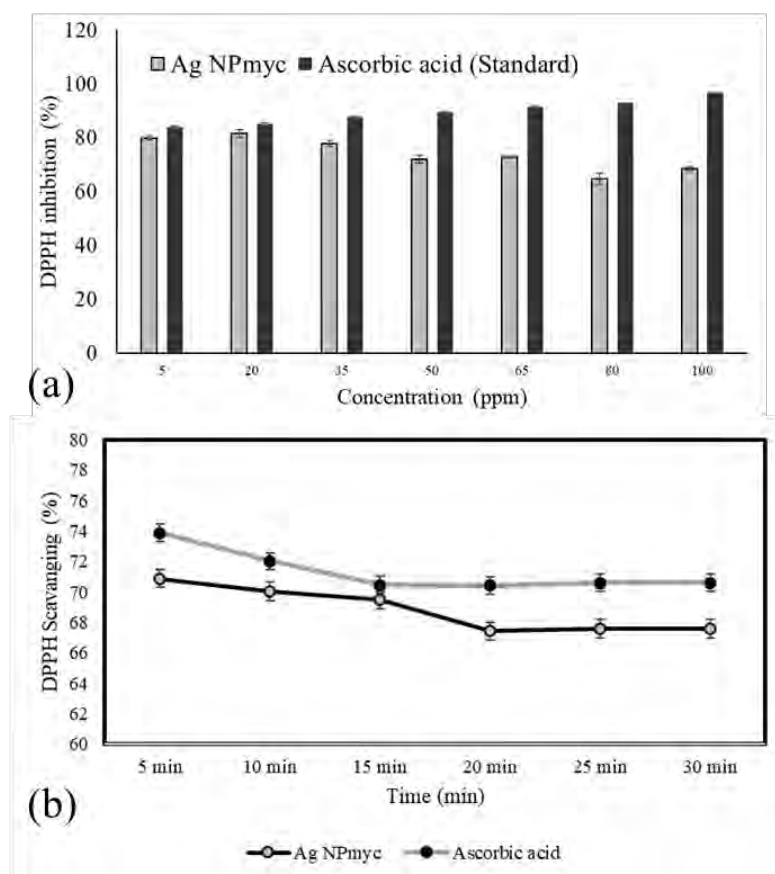 Ag NPmyc Ascorbic acid (Standard)
DPPH inhibition (%)
120
100
80
60
40
20
0
5 20 35 50 65 80 100
Concentration (ppm)
(a)
DPPH Scavanging (%)
80
78
76
74
72
70
68
66
64
62
60
5 min 10 min 15 min 20 min 25 min 30 min
Time (min)
(b)
Ag NPmyc Ascorbic acid